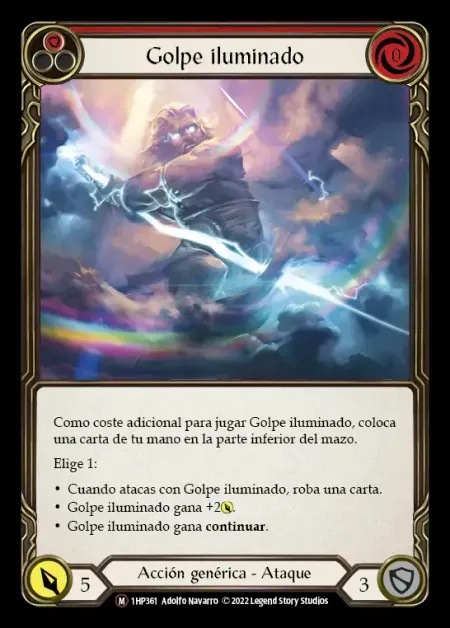 Golpe iluminado
0
Como coste adicional para jugar Golpe iluminado, coloca
una carta de tu mano en la parte inferior del mazo.
Elige 1:
• Cuando atacas con Golpe iluminado, roba una carta.
• Golpe iluminado gana +2.
• Golpe iluminado gana continuar.
5
Acción genérica - Ataque
3
M 1HP361 Adolfo Navarro © 2022 Legend Story Studios